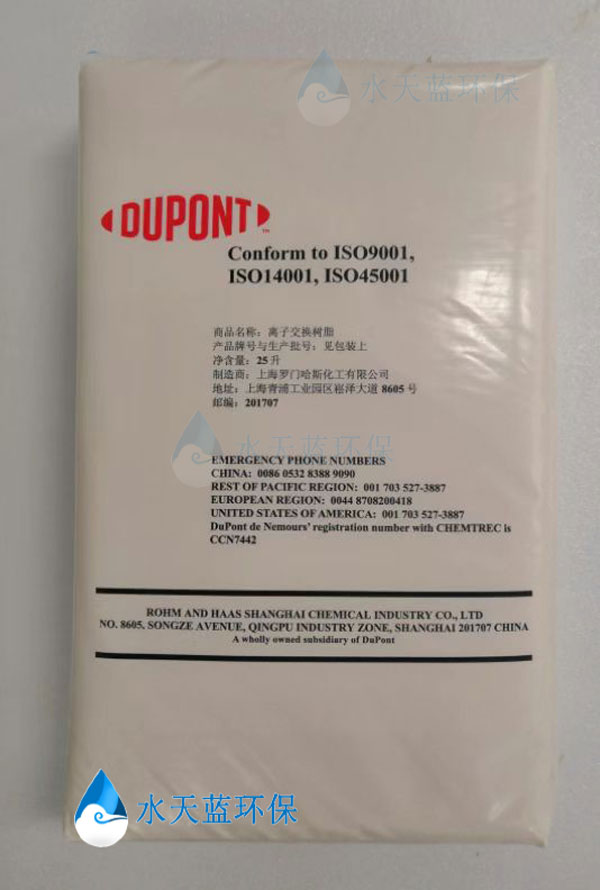 水天蓝环保
DUPONT
Conform to ISO9001,
ISO14001, ISO45001
商品名称：离子交换树脂
产品牌号与生产批号：见包装上
净含量：25 升
制造商：上海罗门哈斯化工有限公司
地址：上海青浦工业园区崧泽大道 8605 号
邮编：201707
水天蓝环保
EMERGENCY PHONE NUMBERS
CHINA: 0086 0532 8388 9090
REST OF PACIFIC REGION: 001 703 527-3887
EUROPEAN REGION: 0044 8708200418
UNITED STATES OF AMERICA: 001 703 527-3887
DuPont de Nemours' registration number with CHEMTREC is
CCN7442
ROHM AND HAAS SHANGHAI CHEMICAL INDUSTRY CO., LTD
NO. 8605, SONGZE AVENUE, QINGPU INDUSTRY ZONE, SHANGHAI 201707 CHINA
A wholly owned subsidiary of DuPont
水天蓝环保